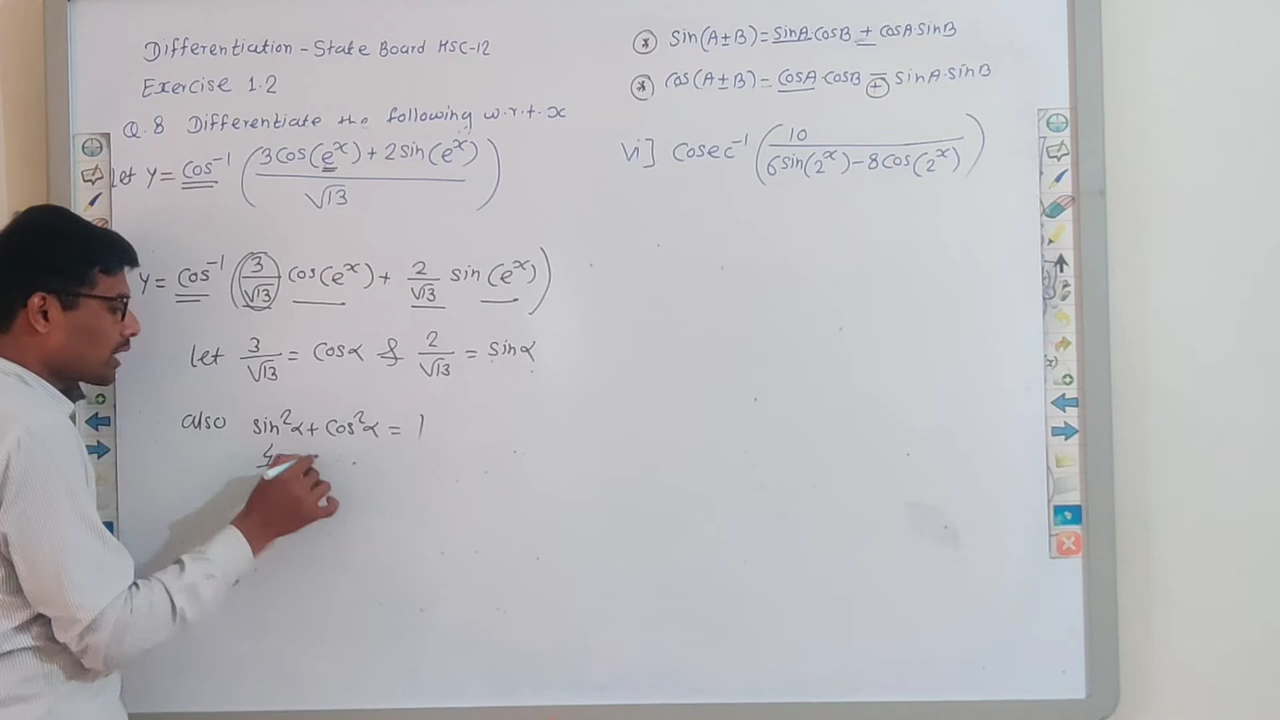 Differentiation - State Board HSC-12
Exercise 1.2
Q.8 Differentiate the following w.r.t. x
Let y = cos⁻¹ ( 3cos(eˣ) + 2sin(eˣ) / √13 )
y = cos⁻¹ ( 3/√13 cos(eˣ) + 2/√13 sin(eˣ) )
let 3/√13 = cosα & 2/√13 = sinα
also sin²α + cos²α = 1
4
⊛ sin(A±B) = sinA·cosB ± cosA·sinB
⊛ cos(A±B) = cosA·cosB ∓ sinA·sinB
vi] cosec⁻¹ ( 10 / 6sin(2ˣ) - 8cos(2ˣ) )